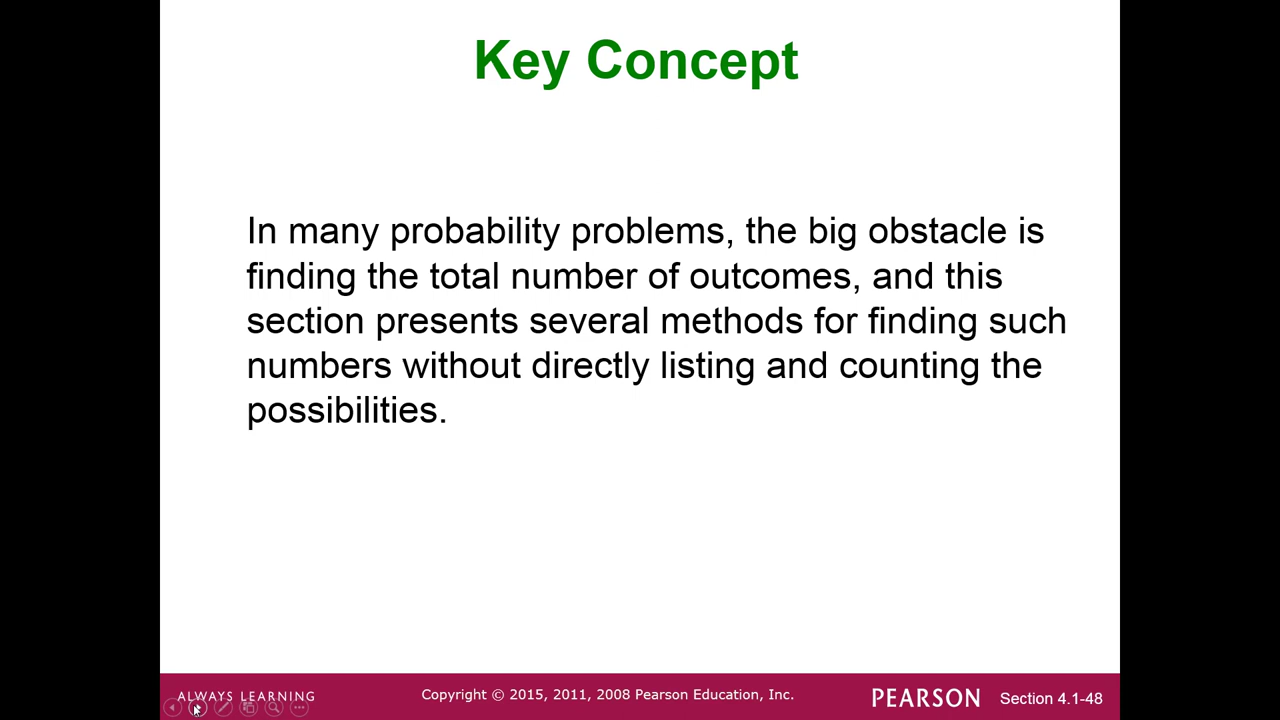 Key Concept
In many probability problems, the big obstacle is
finding the total number of outcomes, and this
section presents several methods for finding such
numbers without directly listing and counting the
possibilities.
ALWAYS LEARNING
Copyright © 2015, 2011, 2008 Pearson Education, Inc.
PEARSON
Section 4.1-48